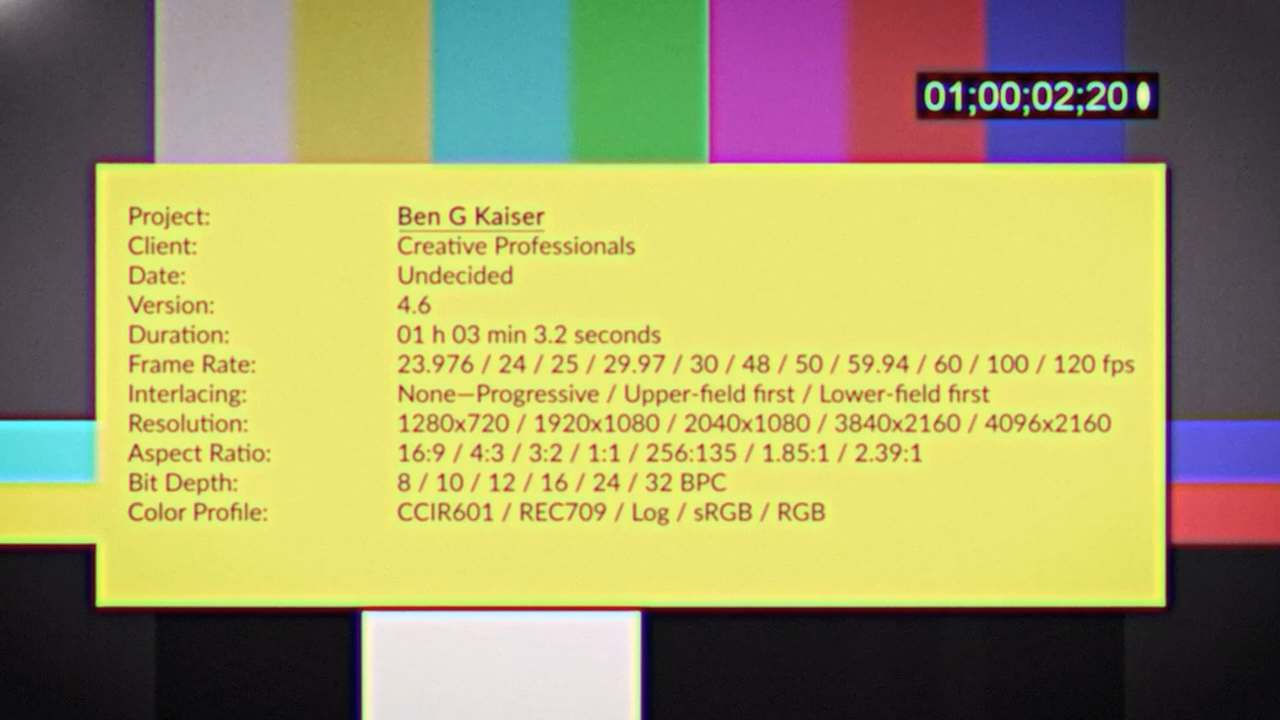 01;00;02;20
Project: Ben G Kaiser
Client: Creative Professionals
Date: Undecided
Version: 4.6
Duration: 01 h 03 min 3.2 seconds
Frame Rate: 23.976 / 24 / 25 / 29.97 / 30 / 48 / 50 / 59.94 / 60 / 100 / 120 fps
Interlacing: None—Progressive / Upper-field first / Lower-field first
Resolution: 1280x720 / 1920x1080 / 2040x1080 / 3840x2160 / 4096x2160
Aspect Ratio: 16:9 / 4:3 / 3:2 / 1:1 / 256:135 / 1.85:1 / 2.39:1
Bit Depth: 8 / 10 / 12 / 16 / 24 / 32 BPC
Color Profile: CCIR601 / REC709 / Log / sRGB / RGB